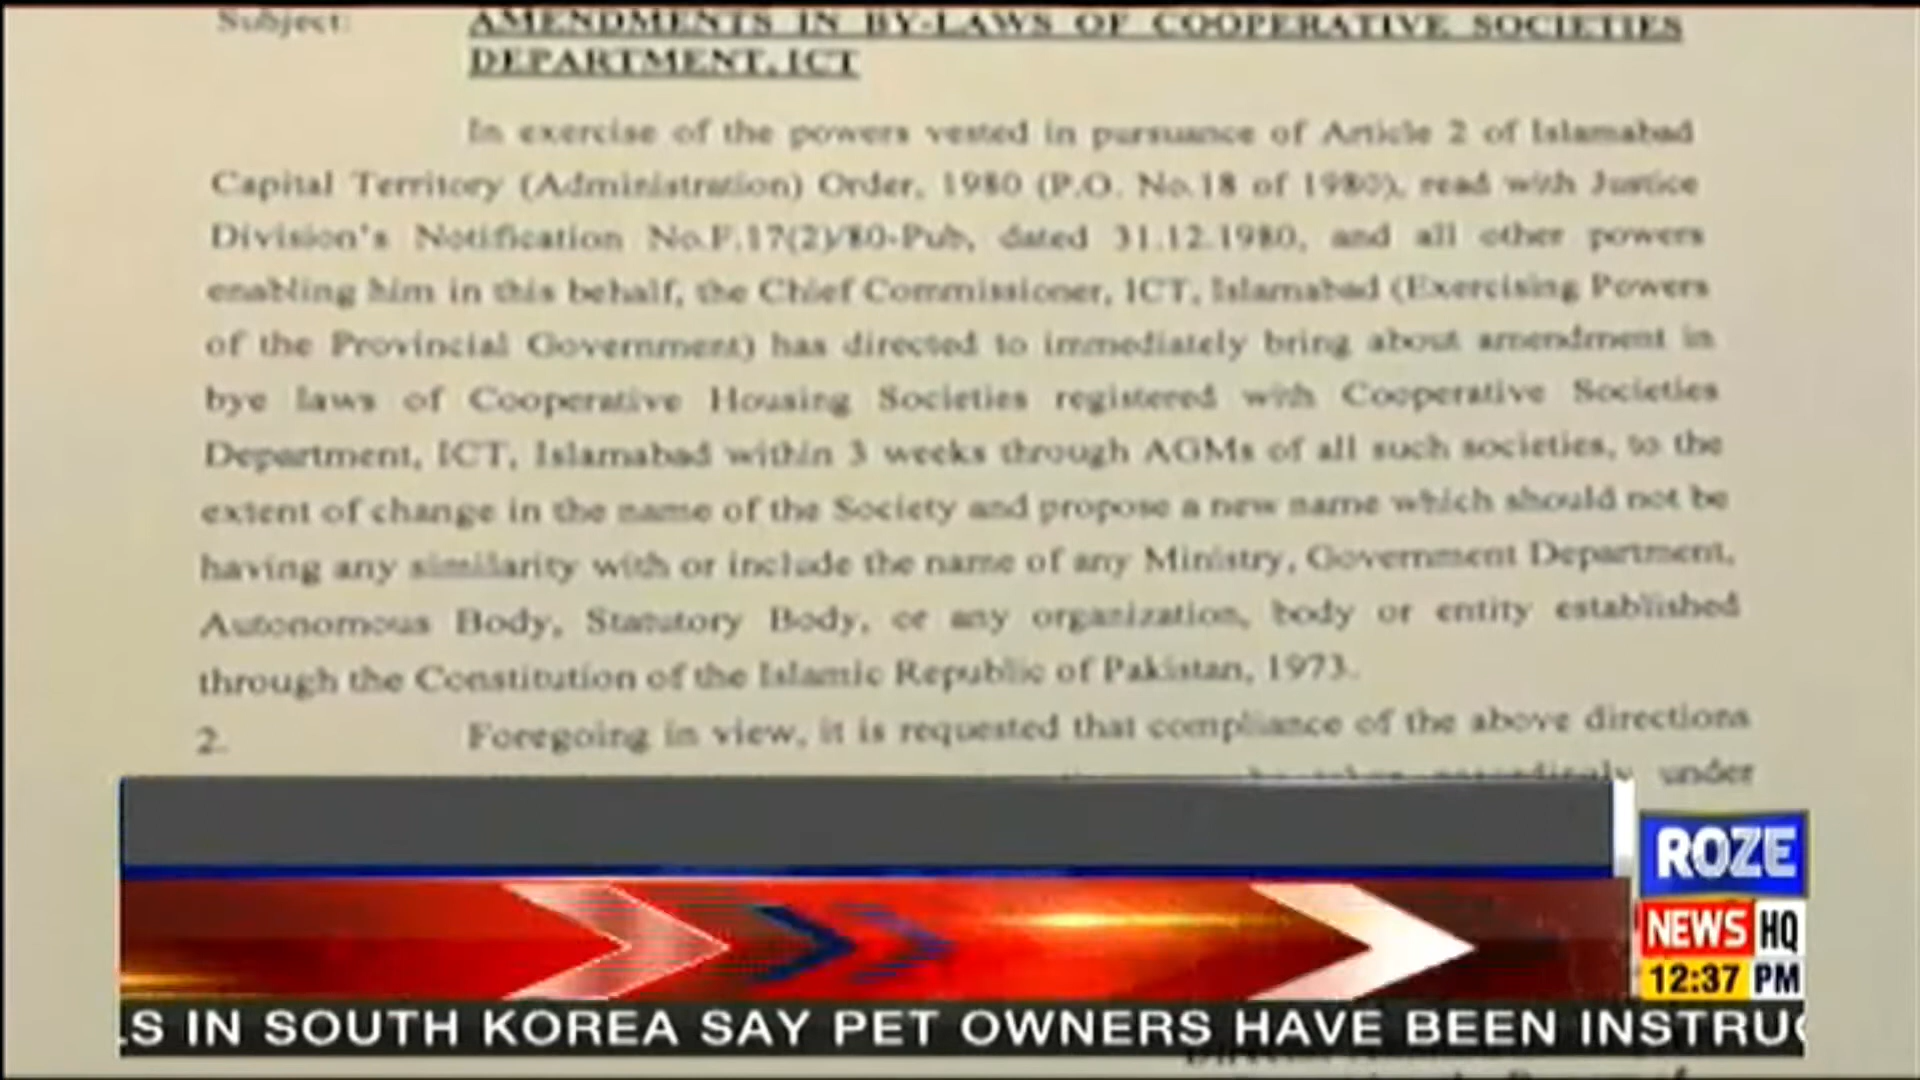 Subject: AMENDMENTS IN BY-LAWS OF COOPERATIVE SOCIETIES
DEPARTMENT, ICT
In exercise of the powers vested in pursuance of Article 2 of Islamabad
Capital Territory (Administration) Order, 1980 (P.O. No.18 of 1980), read with Justice
Division's Notification No.F.17(2)/80-Pub, dated 31.12.1980, and all other powers
enabling him in this behalf, the Chief Commissioner, ICT, Islamabad (Exercising Powers
of the Provincial Government) has directed to immediately bring about amendment in
bye laws of Cooperative Housing Societies registered with Cooperative Societies
Department, ICT, Islamabad within 3 weeks through AGMs of all such societies, to the
extent of change in the name of the Society and propose a new name which should not be
having any similarity with or include the name of any Ministry, Government Department,
Autonomous Body, Statutory Body, or any organization, body or entity established
through the Constitution of the Islamic Republic of Pakistan, 1973.
2. Foregoing in view, it is requested that compliance of the above directions
be taken accordingly under
ROZE
NEWS HQ
12:37 PM
LS IN SOUTH KOREA SAY PET OWNERS HAVE BEEN INSTRUC